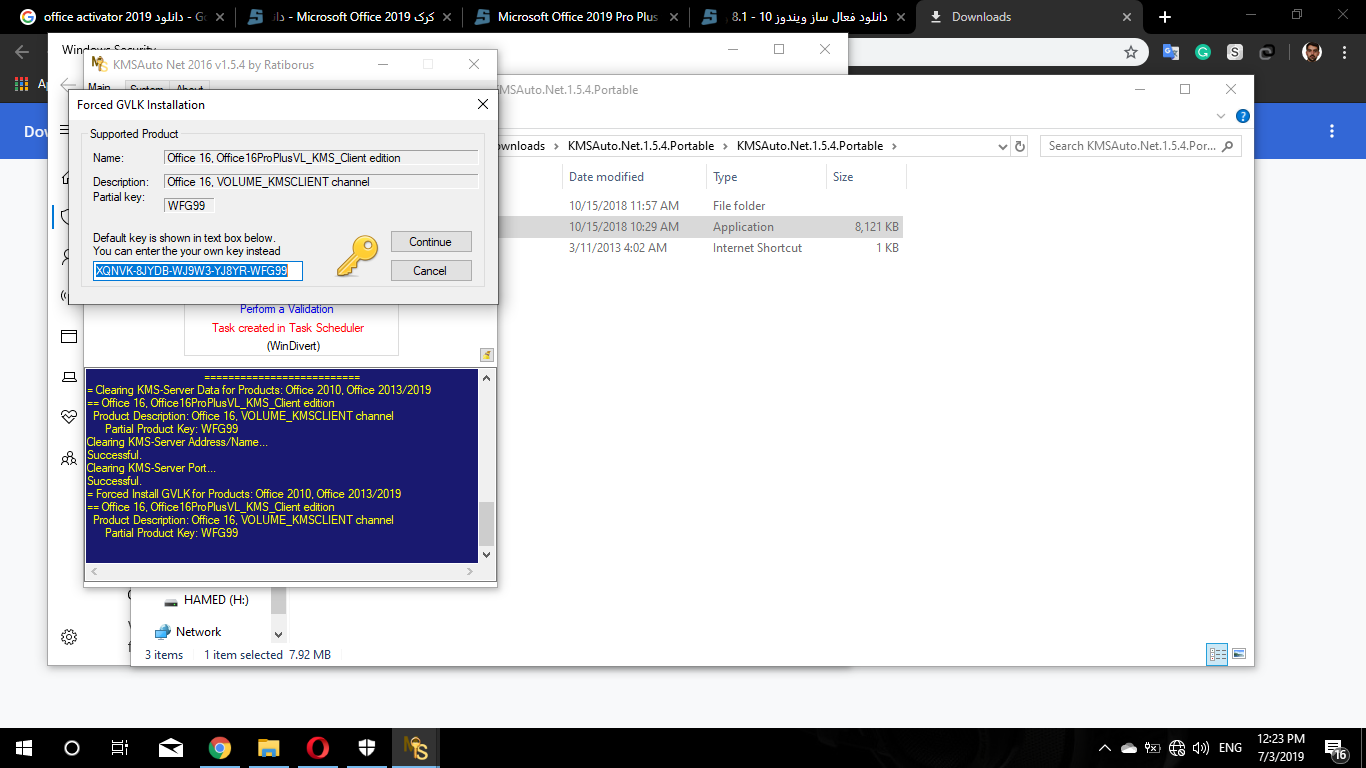 office activator 2019 دانلود - Go
کرک Microsoft Office 2019 - دانـ
Microsoft Office 2019 Pro Plus
دانلود فعال ساز ویندوز 10 - 8.1 ,
Downloads
Windows Security
KMSAuto Net 2016 v1.5.4 by Ratiborus
Main
System
About
MSAuto.Net.1.5.4.Portable
Forced GVLK Installation
Supported Product
Name:
Office 16, Office16ProPlusVL_KMS_Client edition
Description:
Office 16, VOLUME_KMSCLIENT channel
Partial key:
WFG99
Default key is shown in text box below.
You can enter the your own key instead
XQNVK-8JYDB-WJ9W3-YJ8YR-WFG99
Continue
Cancel
Dow
ownloads
KMSAuto.Net.1.5.4.Portable
KMSAuto.Net.1.5.4.Portable
Search KMSAuto.Net.1.5.4.Por...
Date modified
Type
Size
10/15/2018 11:57 AM
File folder
10/15/2018 10:29 AM
Application
8,121 KB
3/11/2013 4:02 AM
Internet Shortcut
1 KB
Perform a Validation
Task created in Task Scheduler
(WinDivert)
==========================
= Clearing KMS-Server Data for Products: Office 2010, Office 2013/2019
== Office 16, Office16ProPlusVL_KMS_Client edition
Product Description: Office 16, VOLUME_KMSCLIENT channel
Partial Product Key: WFG99
Clearing KMS-Server Address/Name...
Successful.
Clearing KMS-Server Port...
Successful.
= Forced Install GVLK for Products: Office 2010, Office 2013/2019
== Office 16, Office16ProPlusVL_KMS_Client edition
Product Description: Office 16, VOLUME_KMSCLIENT channel
Partial Product Key: WFG99
HAMED (H:)
Network
3 items
1 item selected 7.92 MB
ENG
12:23 PM
7/3/2019
16